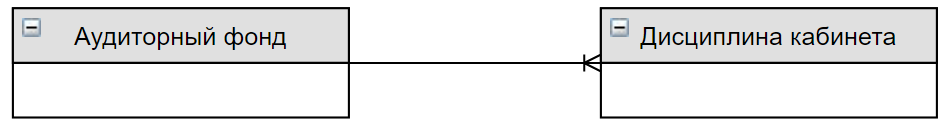 Аудиторный фонд
Дисциплина кабинета